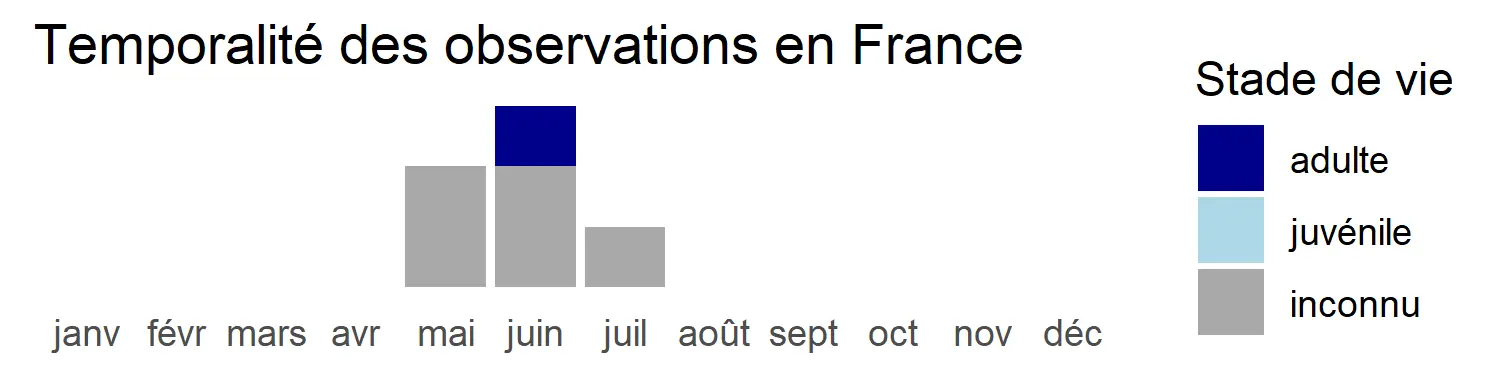 Temporalité des observations en France
Stade de vie
adulte
juvénile
inconnu
janv févr mars avr mai juin juil août sept oct nov déc